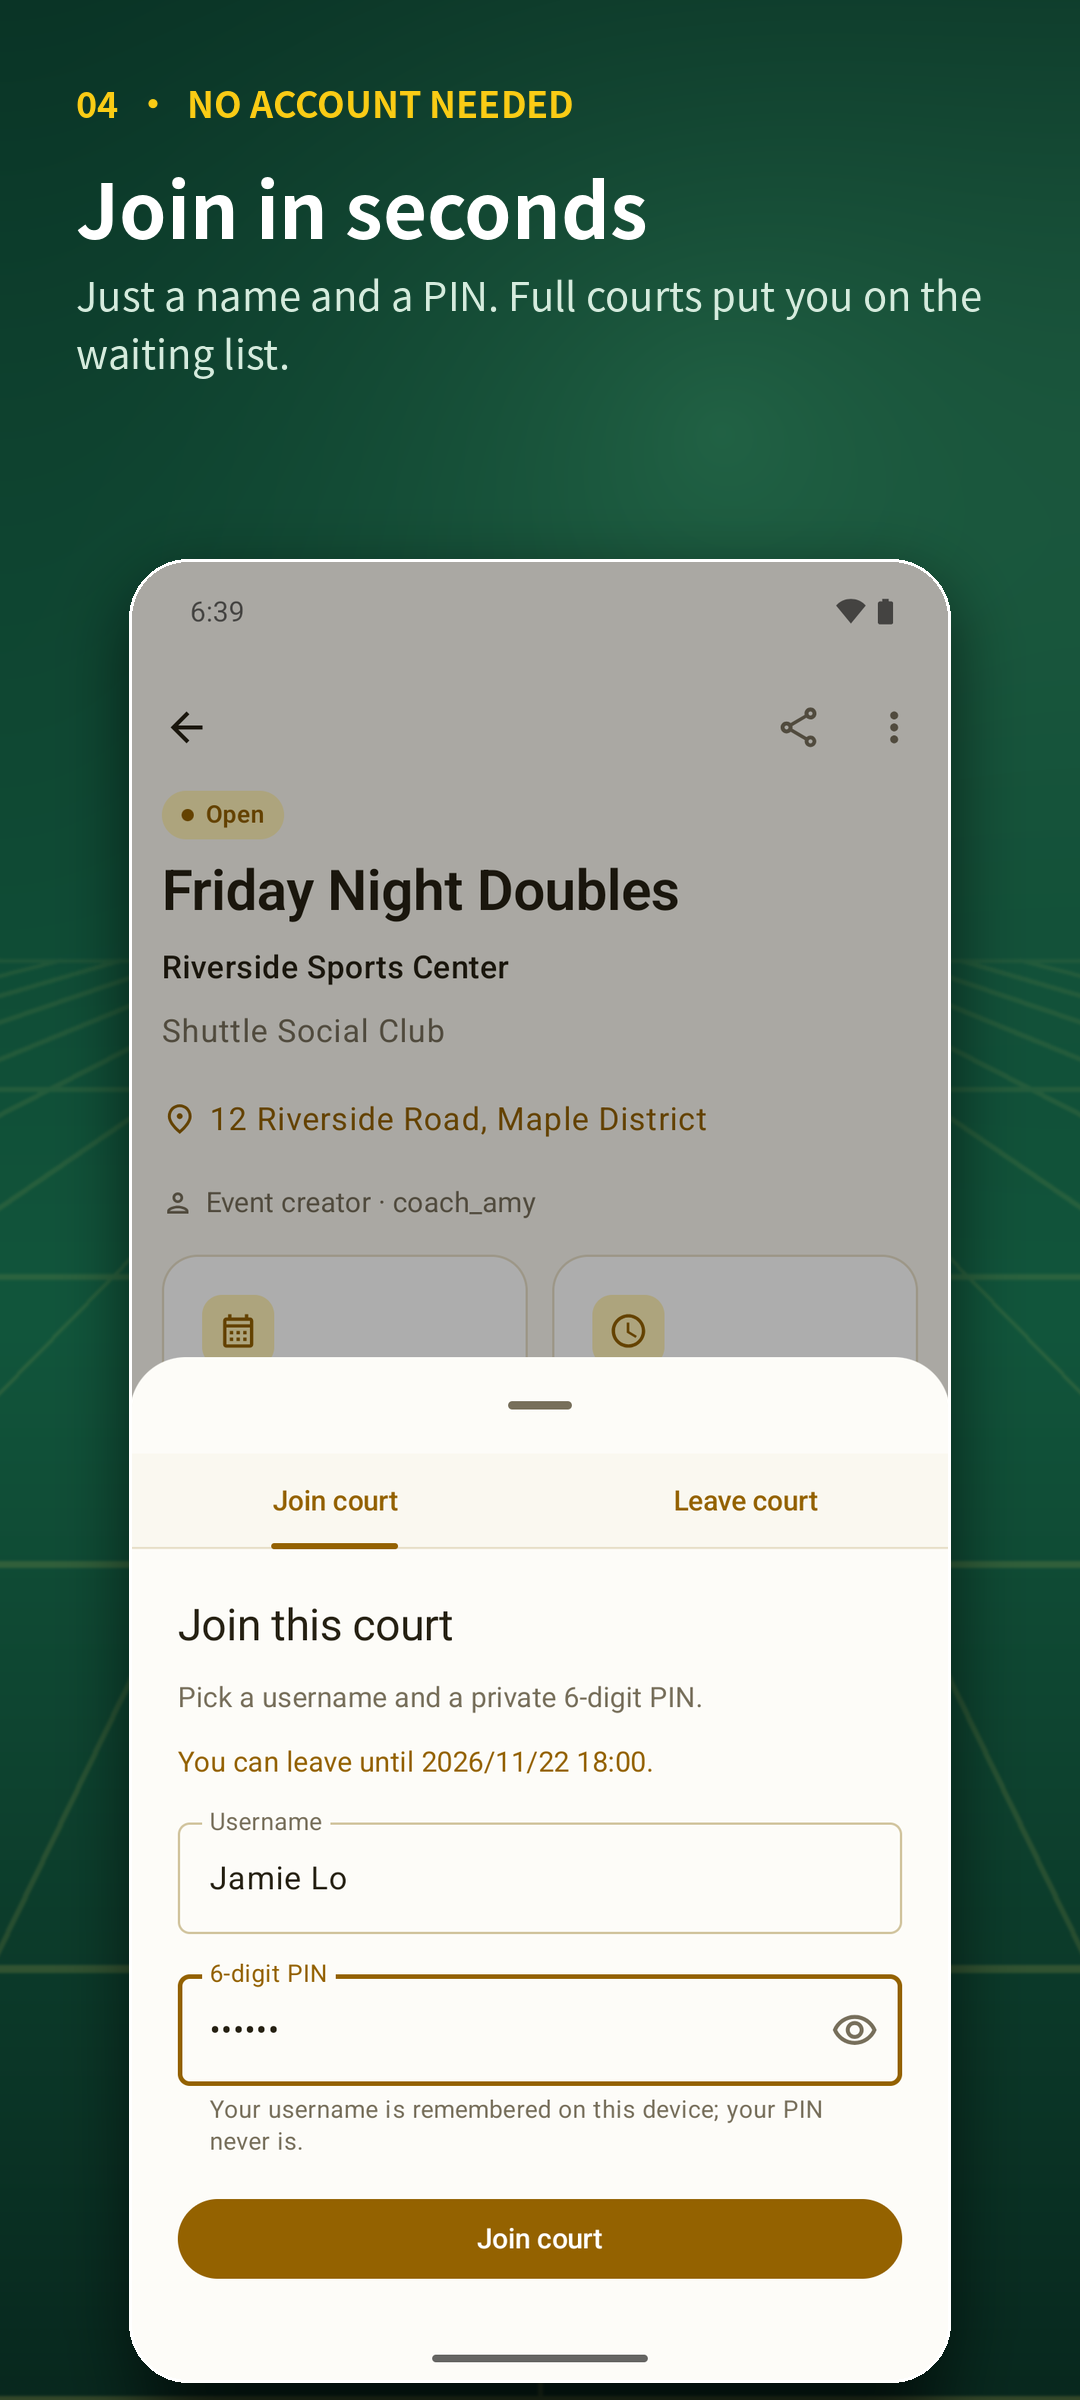 04 • NO ACCOUNT NEEDED
Join in seconds
Just a name and a PIN. Full courts put you on the
waiting list.
6:39
Open
Friday Night Doubles
Riverside Sports Center
Shuttle Social Club
12 Riverside Road, Maple District
Event creator · coach_amy
Join court
Leave court
Join this court
Pick a username and a private 6-digit PIN.
You can leave until 2026/11/22 18:00.
Username
Jamie Lo
6-digit PIN
••••••
Your username is remembered on this device; your PIN
never is.
Join court